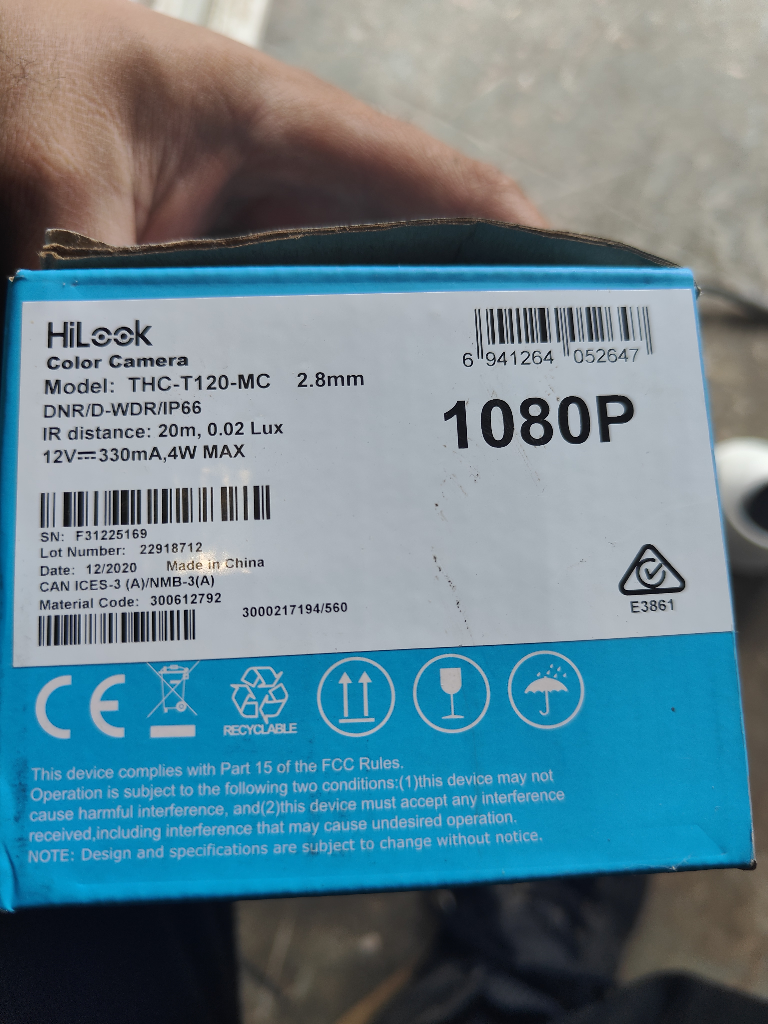 HiLook
Color Camera
Model: THC-T120-MC 2.8mm
DNR/D-WDR/IP66
IR distance: 20m, 0.02 Lux
12V⎓330mA,4W MAX
6 941264 052647
1080P
SN: F31225169
Lot Number: 22918712
Date: 12/2020 Made in China
CAN ICES-3 (A)/NMB-3(A)
Material Code: 300612792
3000217194/560
E3861
CE
RECYCLABLE
This device complies with Part 15 of the FCC Rules.
Operation is subject to the following two conditions:(1)this device may not
cause harmful interference, and(2)this device must accept any interference
received,including interference that may cause undesired operation.
NOTE: Design and specifications are subject to change without notice.